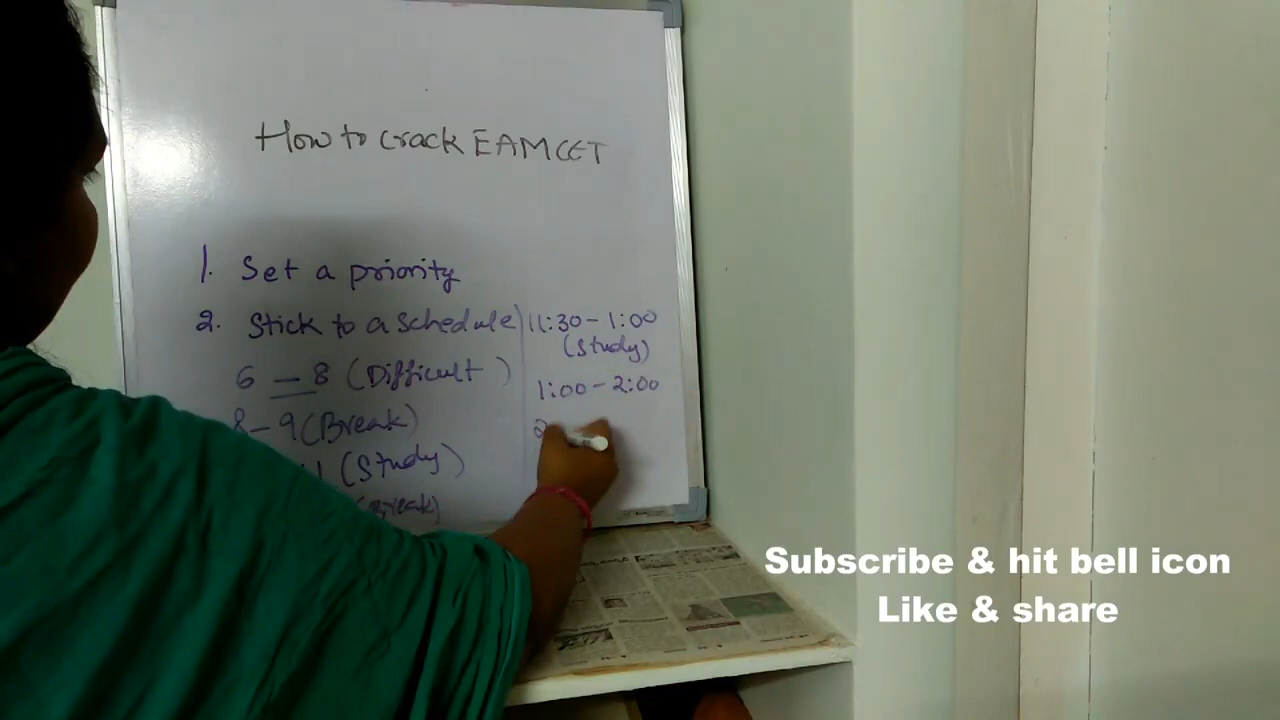 How to crack EAMCET
1. Set a priority
2. Stick to a schedule
6 – 8 (Difficult)
8 – 9 (Break)
(Study)
(Break)
11:30 – 1:00
(Study)
1:00 – 2:00
2
Subscribe & hit bell icon
Like & share